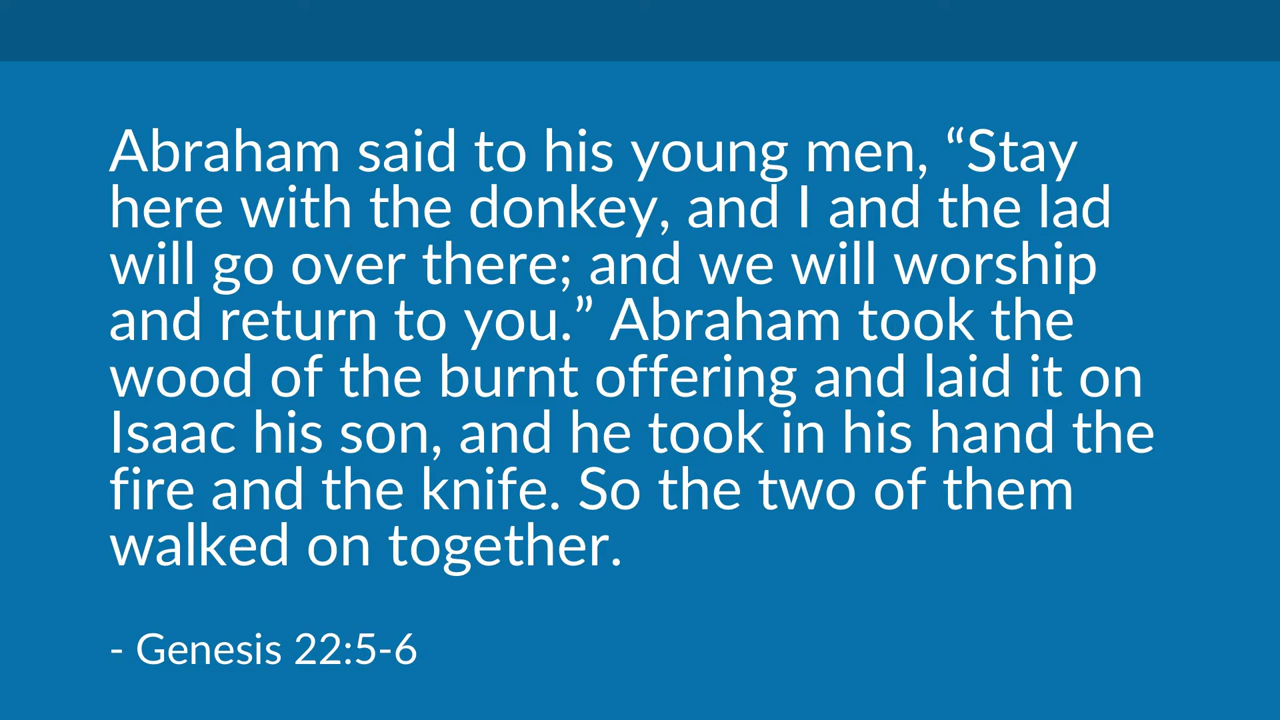 Abraham said to his young men, “Stay
here with the donkey, and I and the lad
will go over there; and we will worship
and return to you.” Abraham took the
wood of the burnt offering and laid it on
Isaac his son, and he took in his hand the
fire and the knife. So the two of them
walked on together.
- Genesis 22:5-6